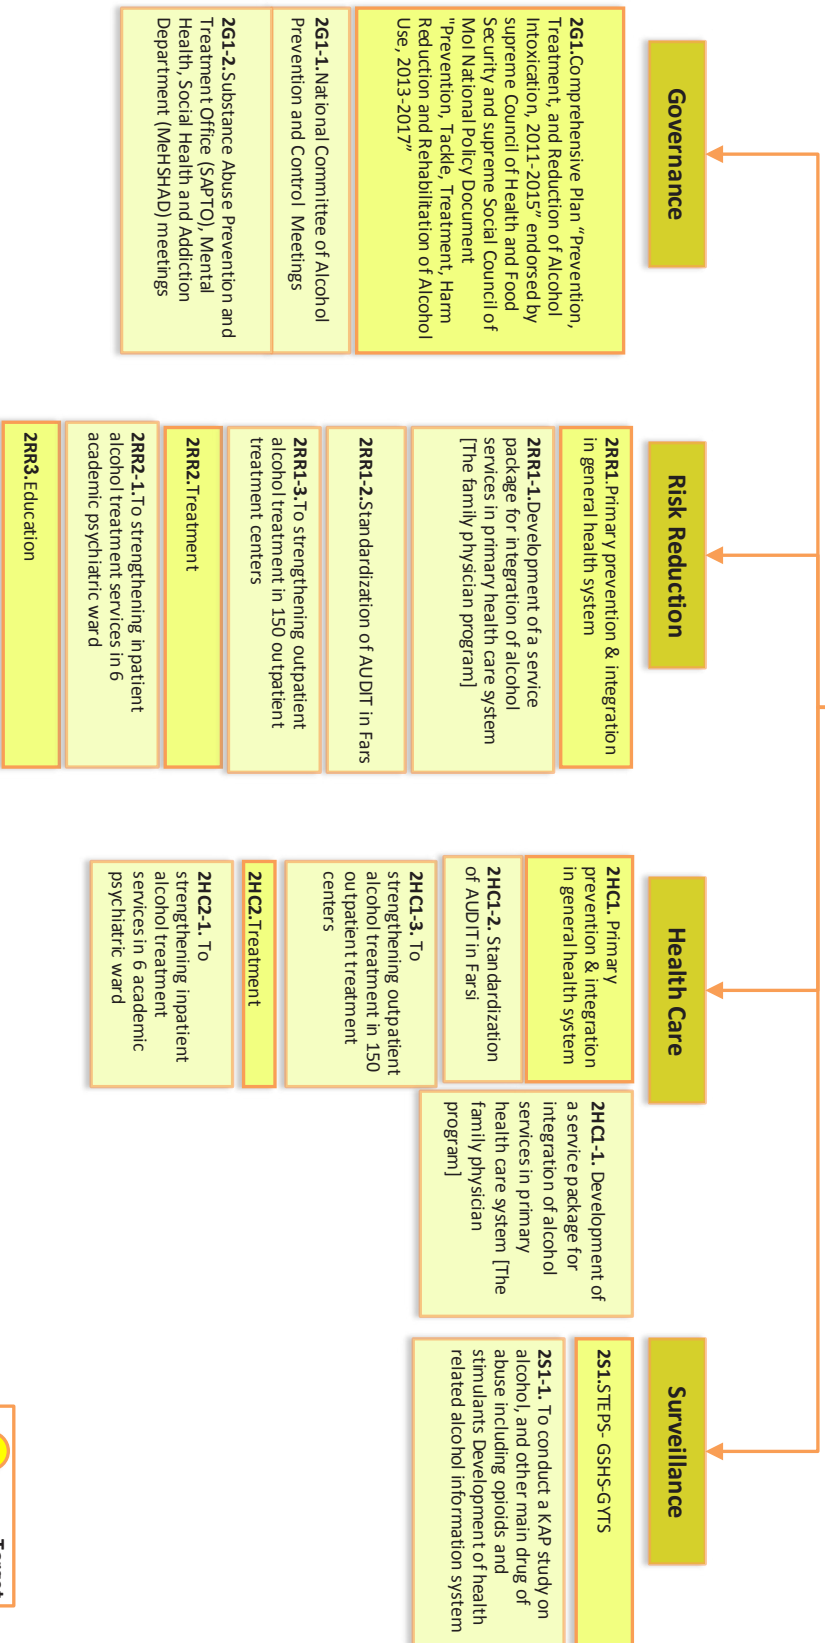 Governance
2G1.Comprehensive Plan “Prevention,
Treatment, and Reduction of Alcohol
Intoxication, 2011-2015” endorsed by
supreme Council of Health and Food
Security and supreme Social Council of
MoI National Policy Document
"Prevention, Tackle, Treatment, Harm
Reduction and Rehabilitation of Alcohol
Use, 2013-2017”
2G1-1.National Committee of Alcohol
Prevention and Control Meetings
2G1-2.Substance Abuse Prevention and
Treatment Office (SAPTO), Mental
Health, Social Health and Addiction
Department (MeHSHAD) meetings
Risk Reduction
2RR1.Primary prevention & integration
in general health system
2RR1-1.Development of a service
package for integration of alcohol
services in primary health care system
[The family physician program]
2RR1-2.Standardization of AUDIT in Fars
2RR1-3.To strengthening outpatient
alcohol treatment in 150 outpatient
treatment centers
2RR2.Treatment
2RR2-1.To strengthening inpatient
alcohol treatment services in 6
academic psychiatric ward
2RR3.Education
Health Care
2HC1. Primary
prevention & integration
in general health system
2HC1-2. Standardization
of AUDIT in Farsi
2HC1-3. To
strengthening outpatient
alcohol treatment in 150
outpatient treatment
centers
2HC2.Treatment
2HC2-1. To
strengthening inpatient
alcohol treatment
services in 6 academic
psychiatric ward
2HC1-1. Development of
a service package for
integration of alcohol
services in primary
health care system [The
family physician
program]
Surveillance
2S1.STEPS- GSHS-GYTS
2S1-1. To conduct a KAP study on
alcohol, and other main drug of
abuse including opioids and
stimulants Development of health
related alcohol information system